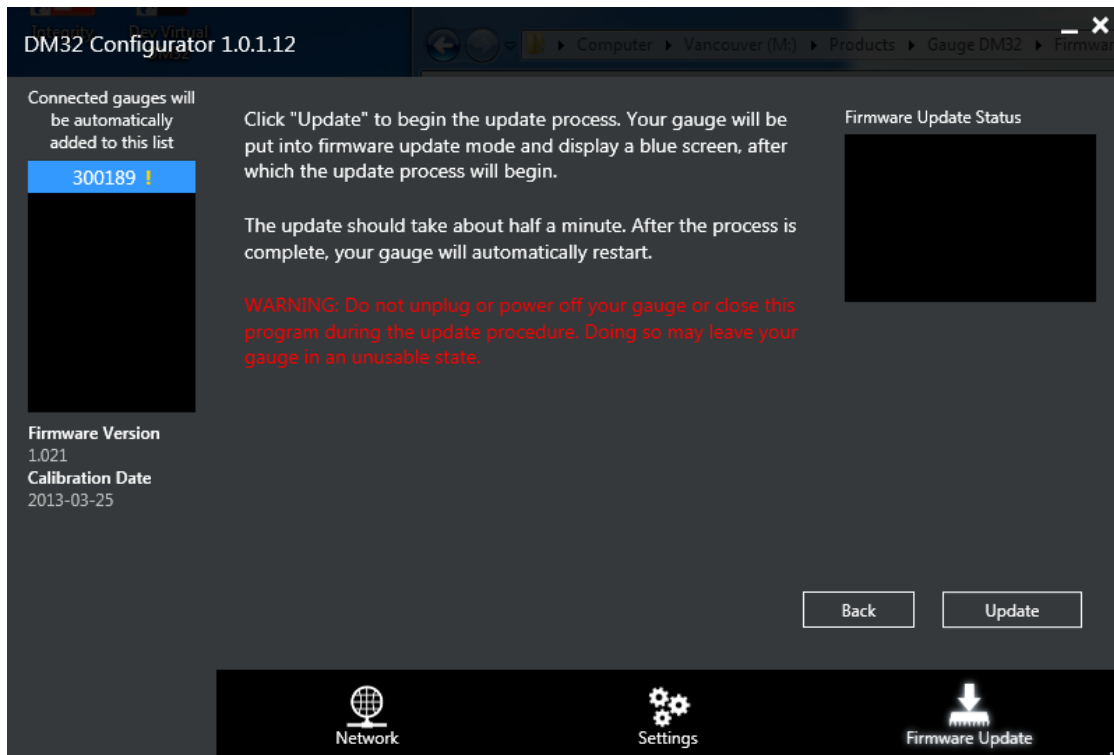 Integrity
Dev Virtual
DM32
DM32 Configurator 1.0.1.12
Computer
Vancouver (M:)
Products
Gauge DM32
Connected gauges will
be automatically
added to this list
300189 !
Firmware Version
1.021
Calibration Date
2013-03-25
Click "Update" to begin the update process. Your gauge will be
put into firmware update mode and display a blue screen, after
which the update process will begin.
The update should take about half a minute. After the process is
complete, your gauge will automatically restart.
WARNING: Do not unplug or power off your gauge or close this
program during the update procedure. Doing so may leave your
gauge in an unusable state.
Firmware Update Status
Back
Update
Network
Settings
Firmware Update